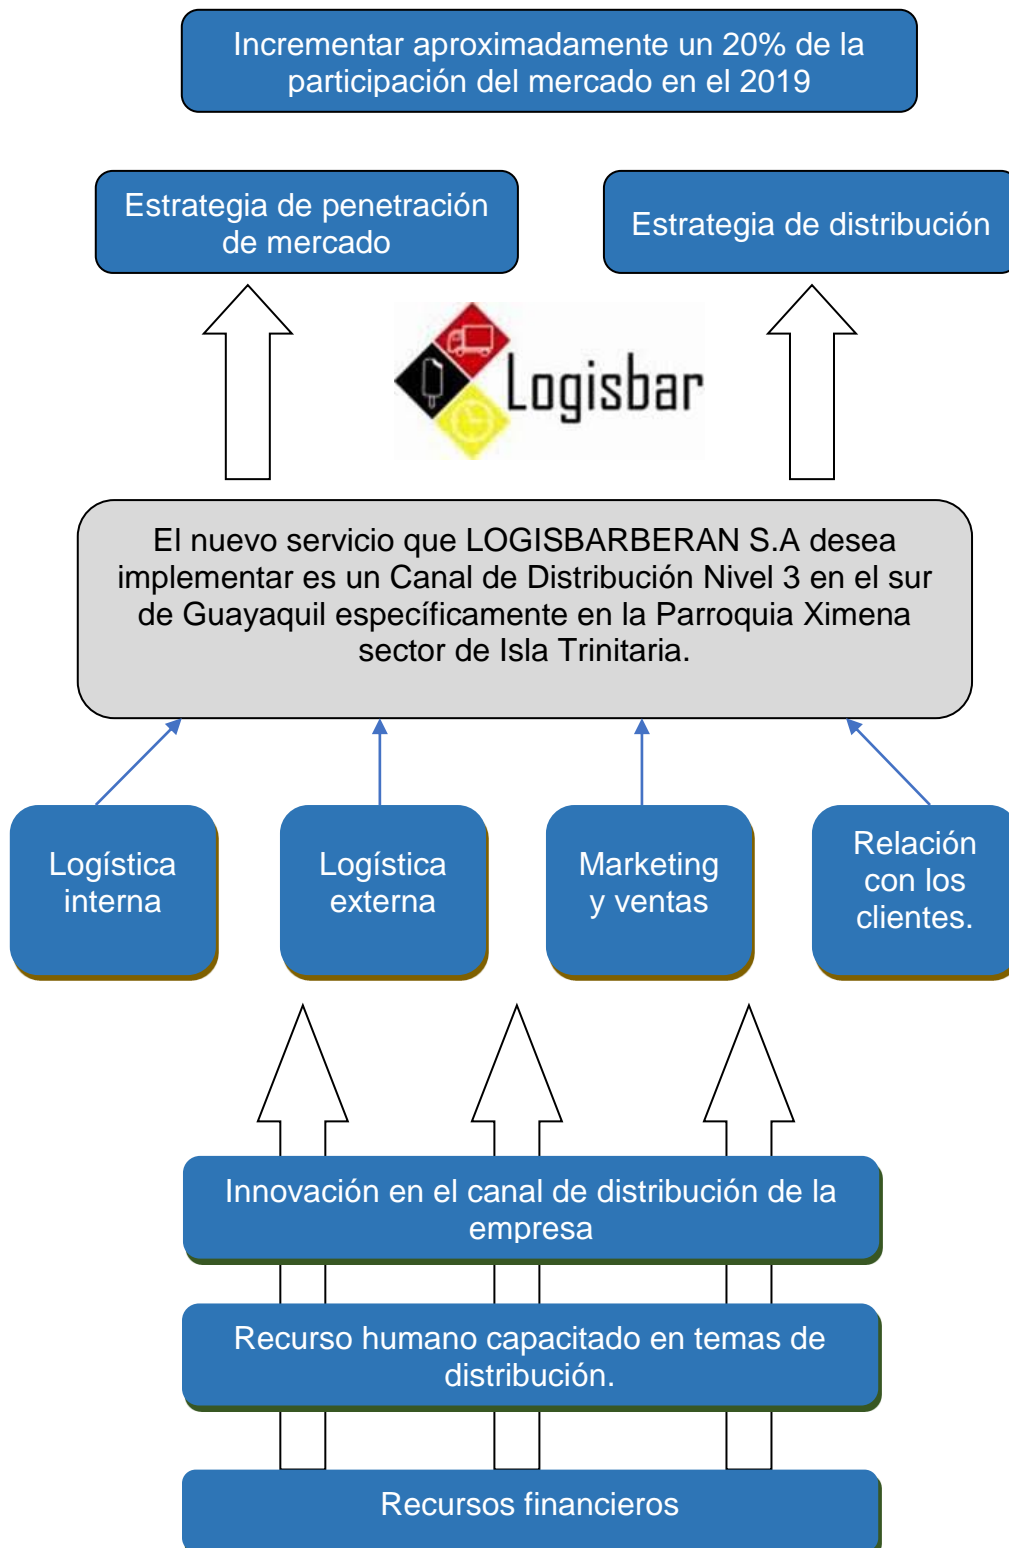 Incrementar aproximadamente un 20% de la
participación del mercado en el 2019
Estrategia de penetración
de mercado
Estrategia de distribución
Logisbar
El nuevo servicio que LOGISBARBERAN S.A desea
implementar es un Canal de Distribución Nivel 3 en el sur
de Guayaquil específicamente en la Parroquia Ximena
sector de Isla Trinitaria.
Logística
interna
Logística
externa
Marketing
y ventas
Relación
con los
clientes.
Innovación en el canal de distribución de la
empresa
Recurso humano capacitado en temas de
distribución.
Recursos financieros